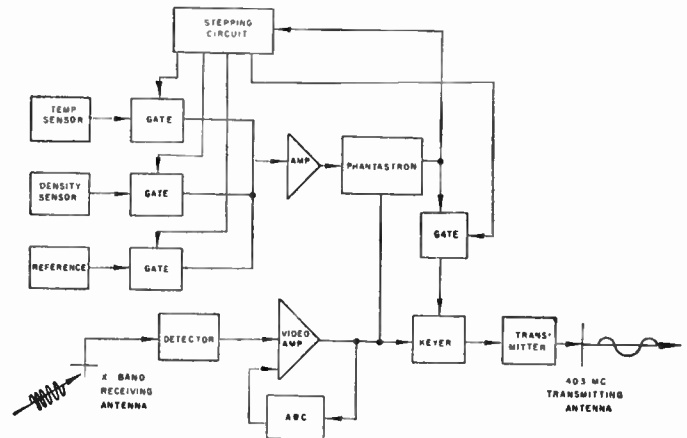 STEPPING
CIRCUIT
TEMP
SENSOR
GATE
AMP
PHANTASTRON
DENSITY
SENSOR
GATE
GATE
REFERENCE
GATE
DETECTOR
VIDEO
AMP
KEYER
TRANS-
MITTER
X BAND
RECEIVING
ANTENNA
403 MC
TRANSMITTING
ANTENNA